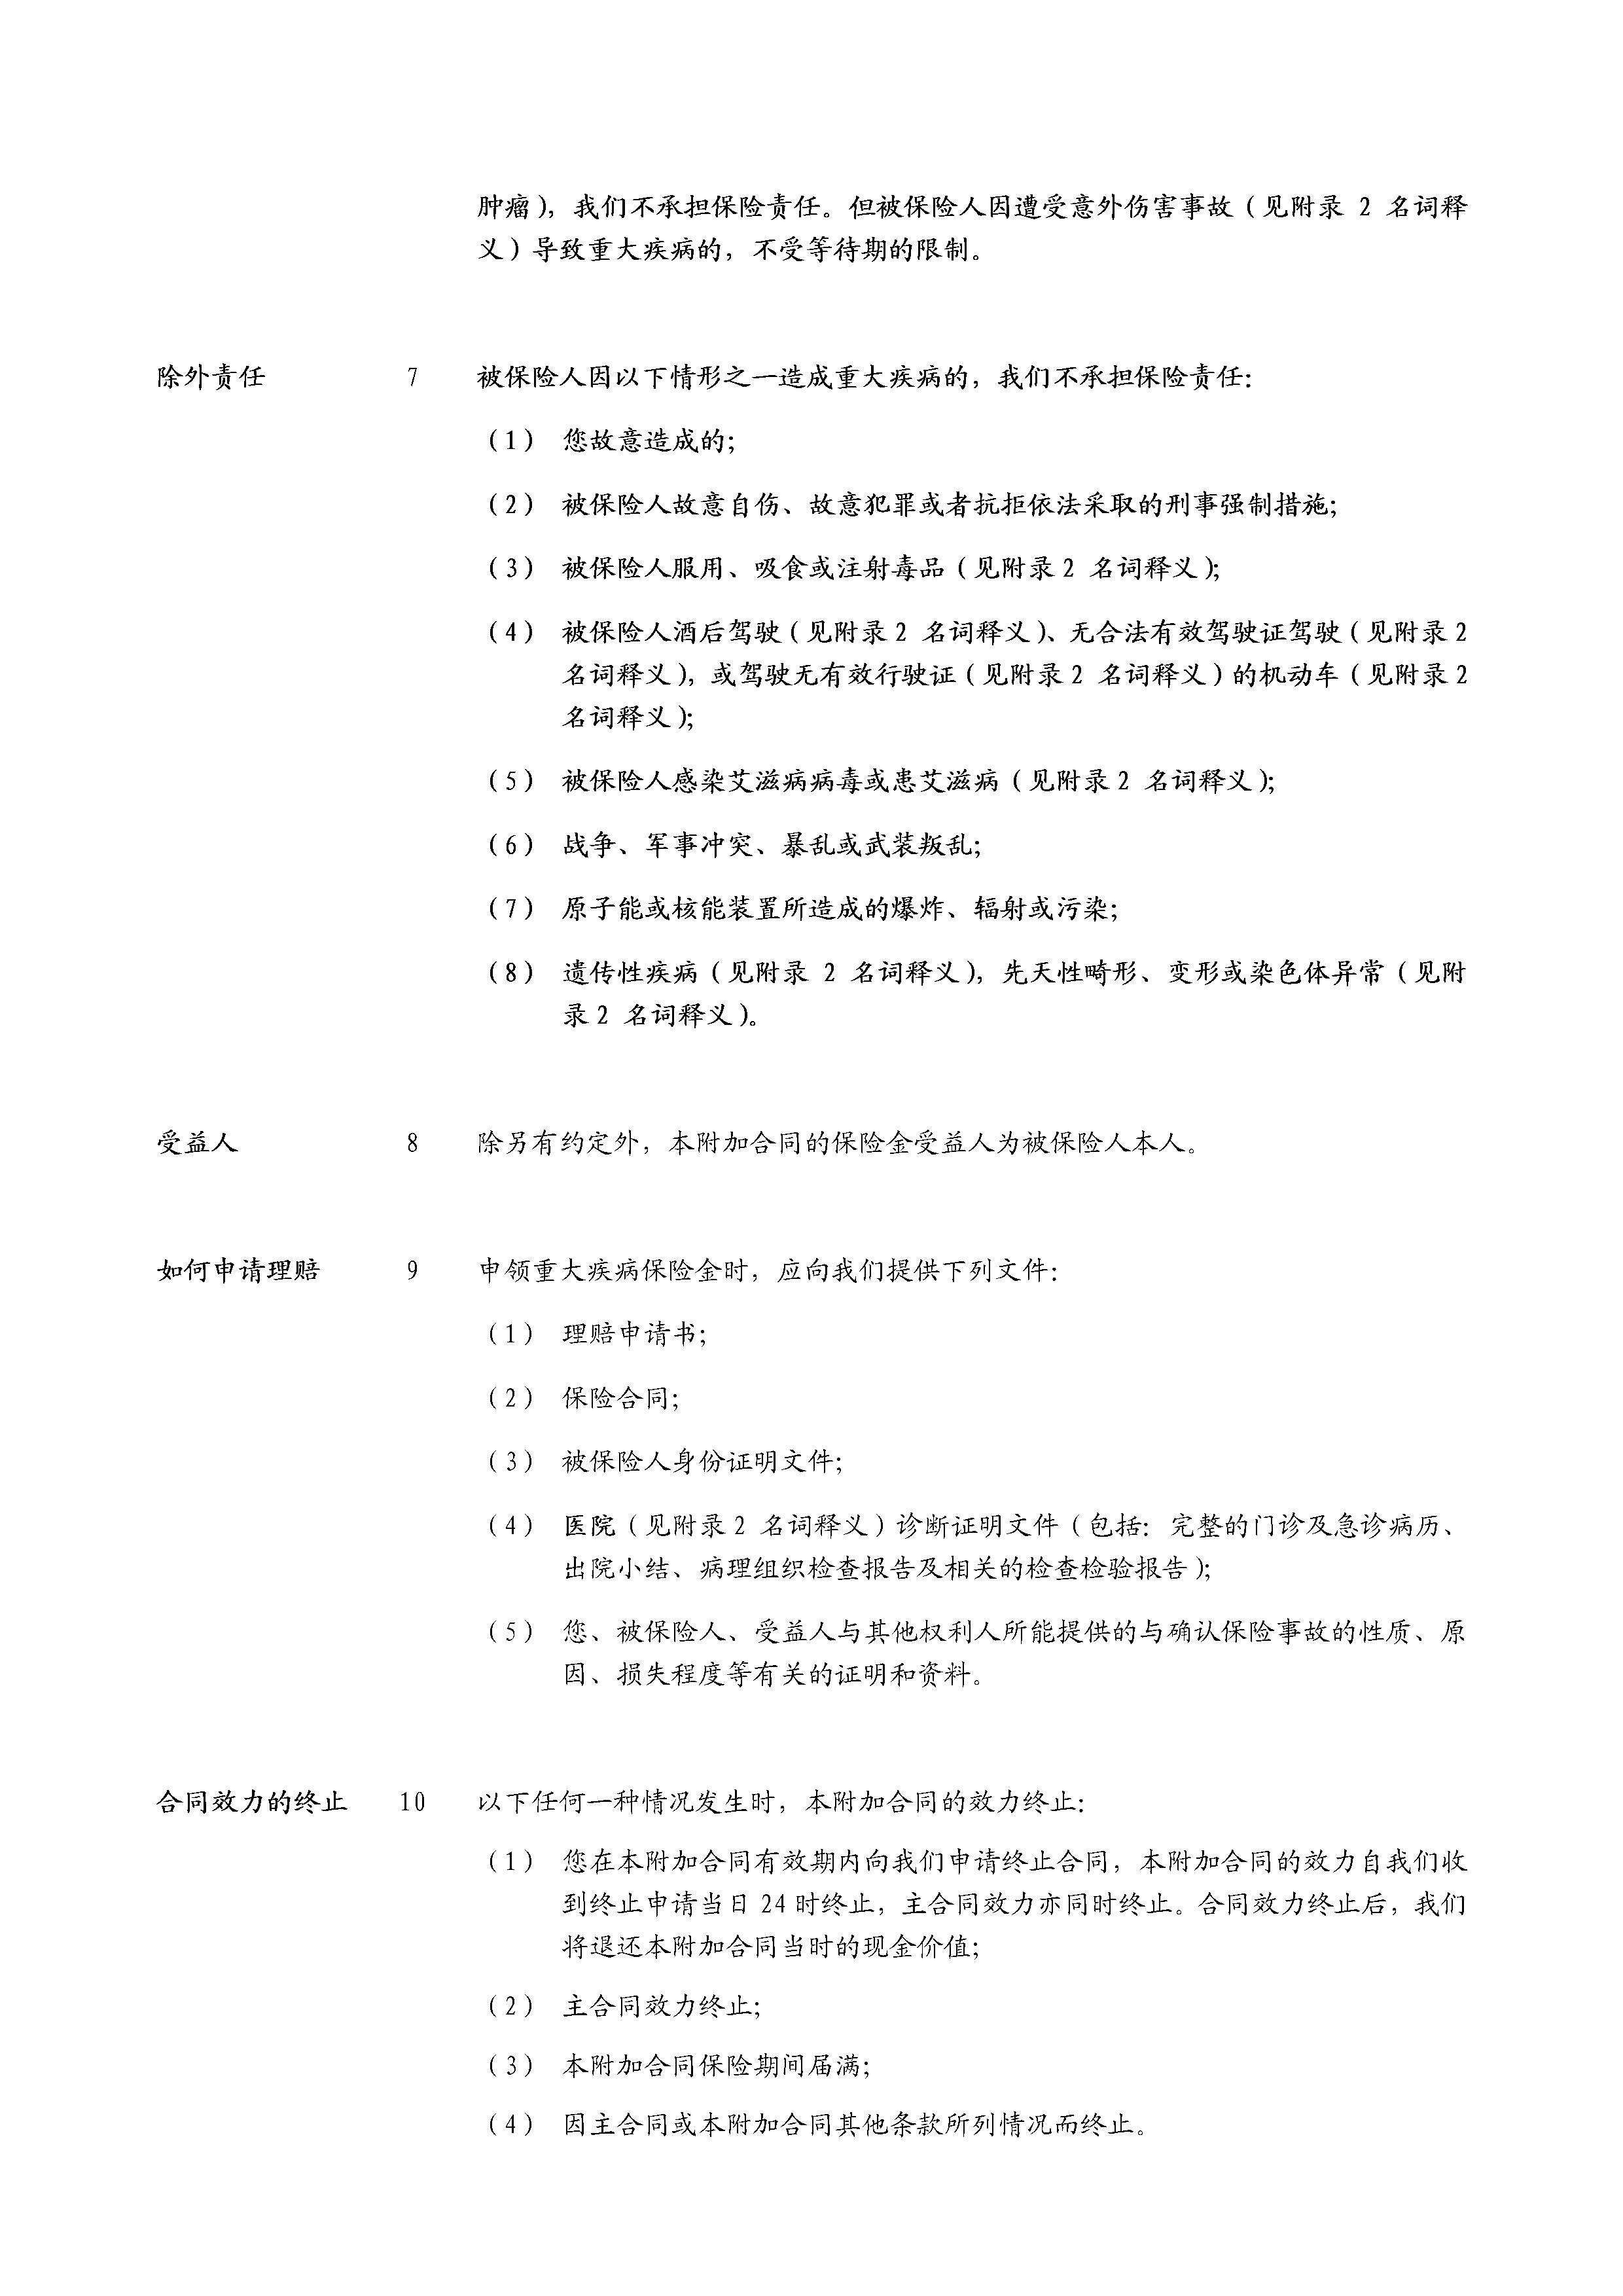 肿瘤），我们不承担保险责任。但被保险人因遭受意外伤害事故（见附录 2 名词释
义）导致重大疾病的，不受等待期的限制。
除外责任 7 被保险人因以下情形之一造成重大疾病的，我们不承担保险责任：
（1） 您故意造成的；
（2） 被保险人故意自伤、故意犯罪或者抗拒依法采取的刑事强制措施；
（3） 被保险人服用、吸食或注射毒品（见附录 2 名词释义）；
（4） 被保险人酒后驾驶（见附录 2 名词释义）、无合法有效驾驶证驾驶（见附录 2
名词释义），或驾驶无有效行驶证（见附录 2 名词释义）的机动车（见附录 2
名词释义）；
（5） 被保险人感染艾滋病病毒或患艾滋病（见附录 2 名词释义）；
（6） 战争、军事冲突、暴乱或武装叛乱；
（7） 原子能或核能装置所造成的爆炸、辐射或污染；
（8） 遗传性疾病（见附录 2 名词释义），先天性畸形、变形或染色体异常（见附
录 2 名词释义）。
受益人 8 除另有约定外，本附加合同的保险金受益人为被保险人本人。
如何申请理赔 9 申领重大疾病保险金时，应向我们提供下列文件：
（1） 理赔申请书；
（2） 保险合同；
（3） 被保险人身份证明文件；
（4） 医院（见附录 2 名词释义）诊断证明文件（包括：完整的门诊及急诊病历、
出院小结、病理组织检查报告及相关的检查检验报告）；
（5） 您、被保险人、受益人与其他权利人所能提供的与确认保险事故的性质、原
因、损失程度等有关的证明和资料。
合同效力的终止 10 以下任何一种情况发生时，本附加合同的效力终止：
（1） 您在本附加合同有效期内向我们申请终止合同，本附加合同的效力自我们收
到终止申请当日 24 时终止，主合同效力亦同时终止。合同效力终止后，我们
将退还本附加合同当时的现金价值；
（2） 主合同效力终止；
（3） 本附加合同保险期间届满；
（4） 因主合同或本附加合同其他条款所列情况而终止。